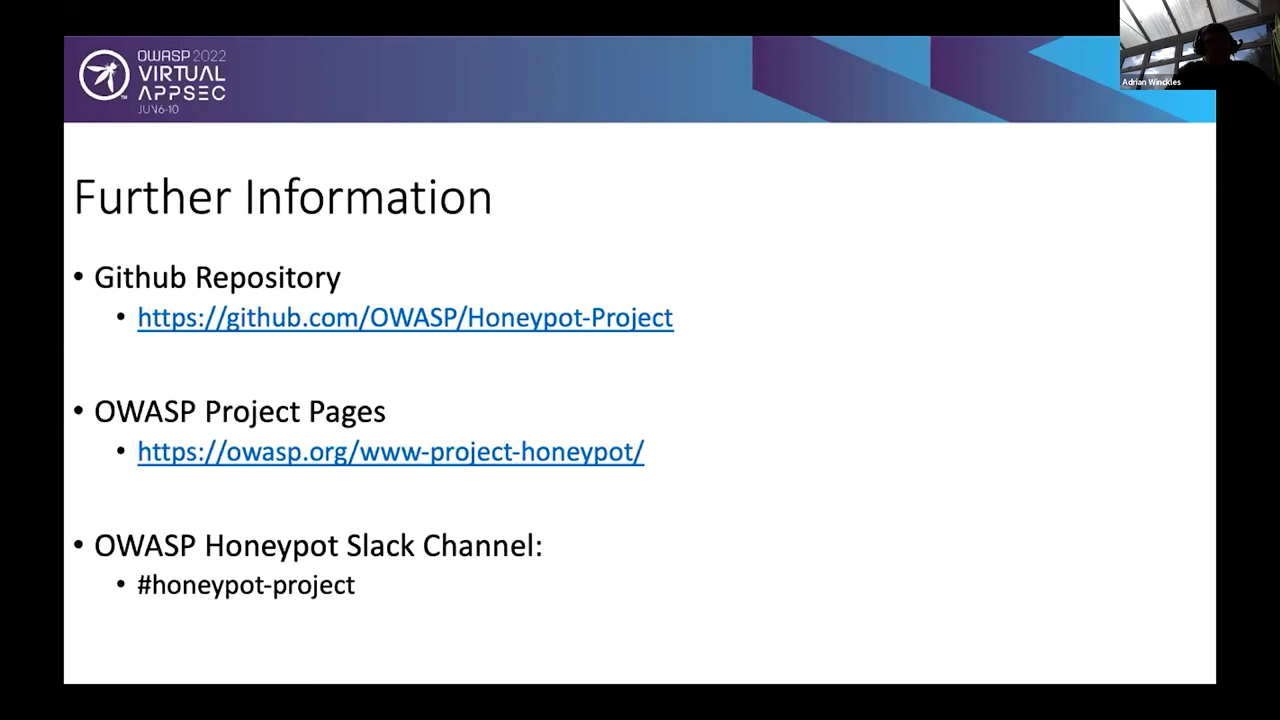 OWASP 2022
VIRTUAL
APPSEC
JUN 6-10
Adrian Winckles
Further Information
• Github Repository
• https://github.com/OWASP/Honeypot-Project
• OWASP Project Pages
• https://owasp.org/www-project-honeypot/
• OWASP Honeypot Slack Channel:
• #honeypot-project